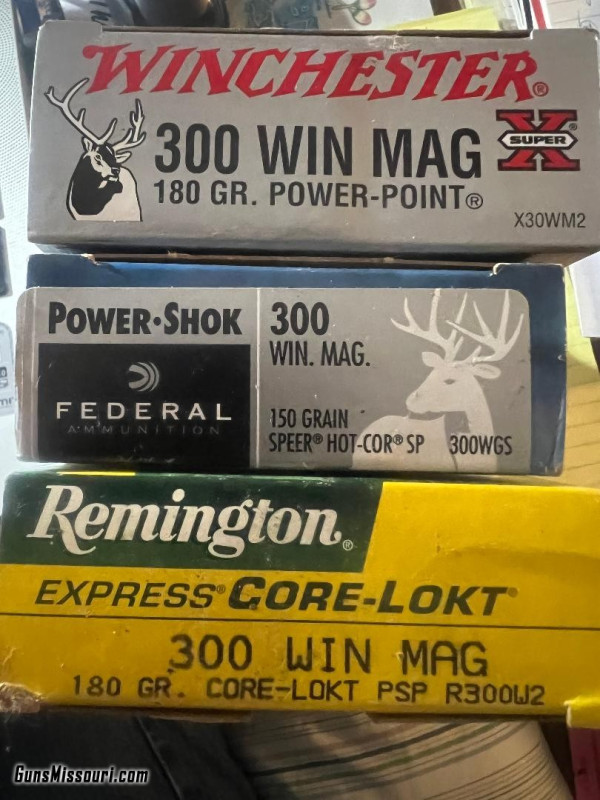 WINCHESTER®
300 WIN MAG
SUPER X®
180 GR. POWER-POINT®
X30WM2
POWER•SHOK
300
WIN. MAG.
FEDERAL
AMMUNITION
150 GRAIN
SPEER® HOT-COR® SP 300WGS
Remington®
EXPRESS® CORE-LOKT®
300 WIN MAG
180 GR. CORE-LOKT PSP R300W2
GunsMissouri.com